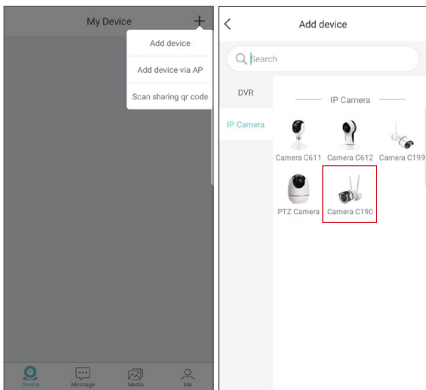 My Device
+
Add device
Add device via AP
Scan sharing qr code
Device Message Media Me
Add device
Search
DVR
IP Camera
IP Camera
Camera C611 Camera C612 Camera C199
PTZ Camera Camera C190